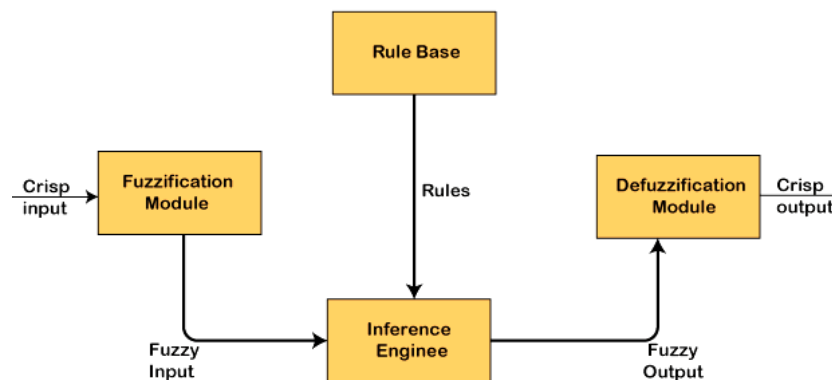 Rule Base
Crisp
input
Fuzzification
Module
Rules
Defuzzification
Module
Crisp
output
Inference
Enginee
Fuzzy
Input
Fuzzy
Output